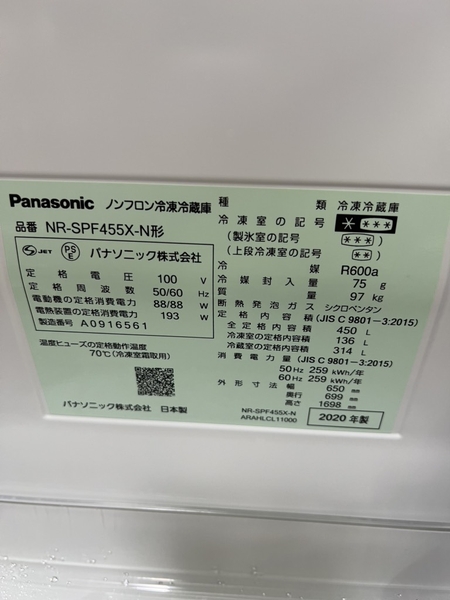 Panasonic ノンフロン冷凍冷蔵庫
品番 NR-SPF455X-N形
JET PS E パナソニック株式会社
定格電圧 100 V
定格周波数 50/60 Hz
電動機の定格消費電力 88/88 W
電熱装置の定格消費電力 193 W
製造番号 A0916561
温度ヒューズの定格動作温度
70℃(冷凍室霜取用)
パナソニック株式会社 日本製
種類 冷凍冷蔵庫
冷凍室の記号 * ***
(製氷室の記号) ***
(上段冷凍室の記号) **
冷媒 R600a
冷媒封入量 75 g
質量 97 kg
断熱発泡ガス シクロペンタン
定格内容積 (JIS C 9801-3:2015)
全定格内容積 450 L
冷凍室定格内容積 136 L
冷蔵室定格内容積 314 L
消費電力量 (JIS C 9801-3:2015)
50Hz 259 kWh/年
60Hz 259 kWh/年
外形寸法 幅 650 mm
奥行 699 mm
高さ 1698 mm
NR-SPF455X-N
ARAHLCL11000
2020 年製